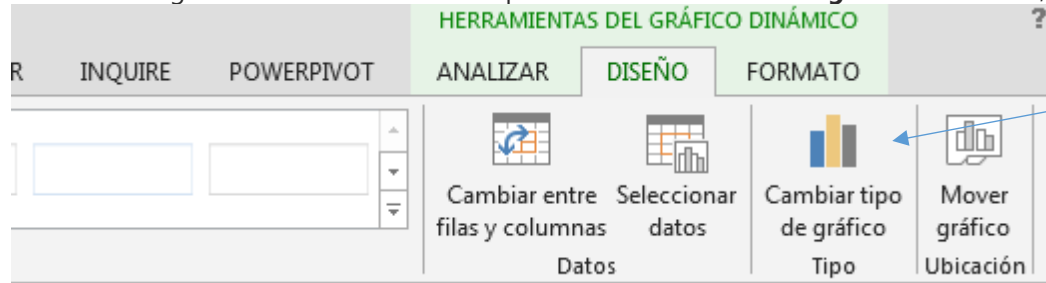 HERRAMIENTAS DEL GRÁFICO DINÁMICO ?
R INQUIRE POWERPIVOT ANALIZAR DISEÑO FORMATO
Cambiar entre
filas y columnas
Seleccionar
datos
Cambiar tipo
de gráfico
Mover
gráfico
Datos Tipo Ubicación